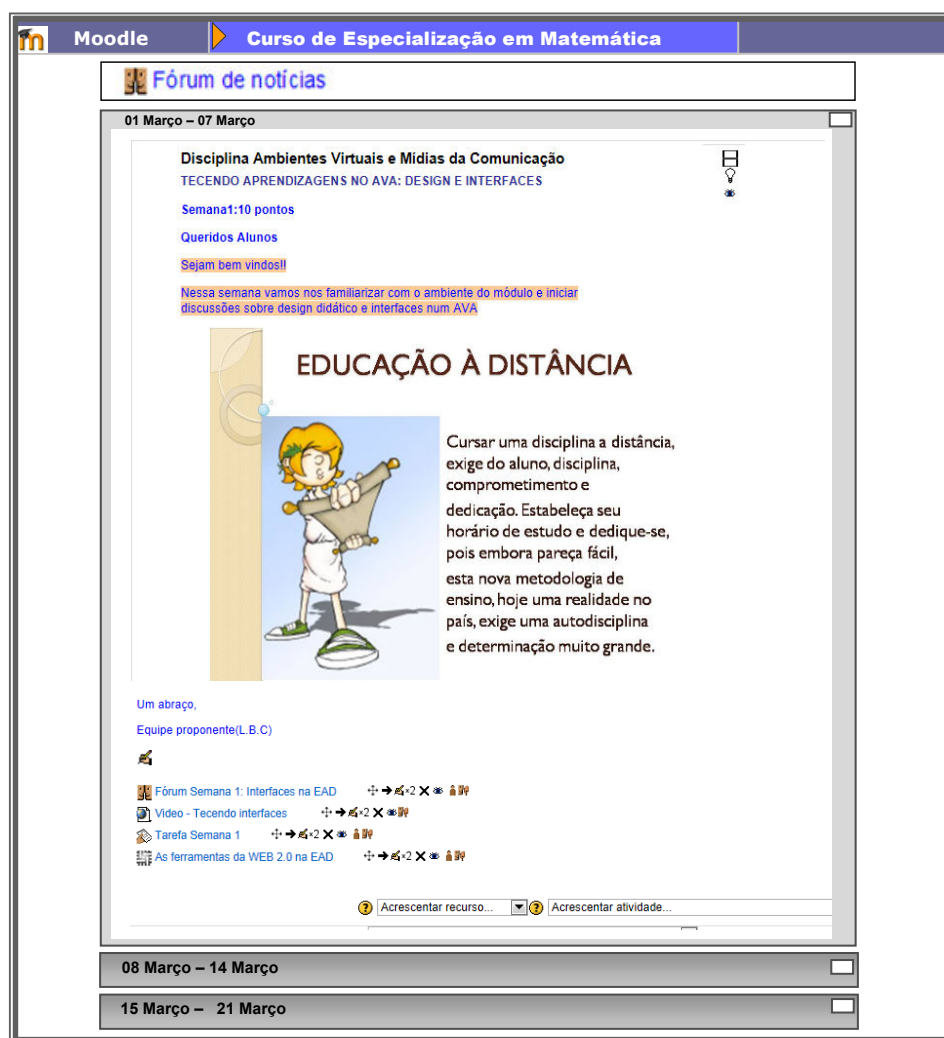 Moodle
Curso de Especialização em Matemática
Fórum de notícias
01 Março – 07 Março
Disciplina Ambientes Virtuais e Mídias da Comunicação
TECENDO APRENDIZAGENS NO AVA: DESIGN E INTERFACES
Semana1:10 pontos
Queridos Alunos
Sejam bem vindos!!
Nessa semana vamos nos familiarizar com o ambiente do módulo e iniciar
discussões sobre design didático e interfaces num AVA
EDUCAÇÃO À DISTÂNCIA
Cursar uma disciplina a distância,
exige do aluno, disciplina,
comprometimento e
dedicação. Estabeleça seu
horário de estudo e dedique-se,
pois embora pareça fácil,
esta nova metodologia de
ensino, hoje uma realidade no
país, exige uma autodisciplina
e determinação muito grande.
Um abraço,
Equipe proponente(L.B.C)
Fórum Semana 1: Interfaces na EAD ×2
Video - Tecendo interfaces ×2
Tarefa Semana 1 ×2
As ferramentas da WEB 2.0 na EAD ×2
? Acrescentar recurso... ? Acrescentar atividade...
08 Março – 14 Março
15 Março – 21 Março